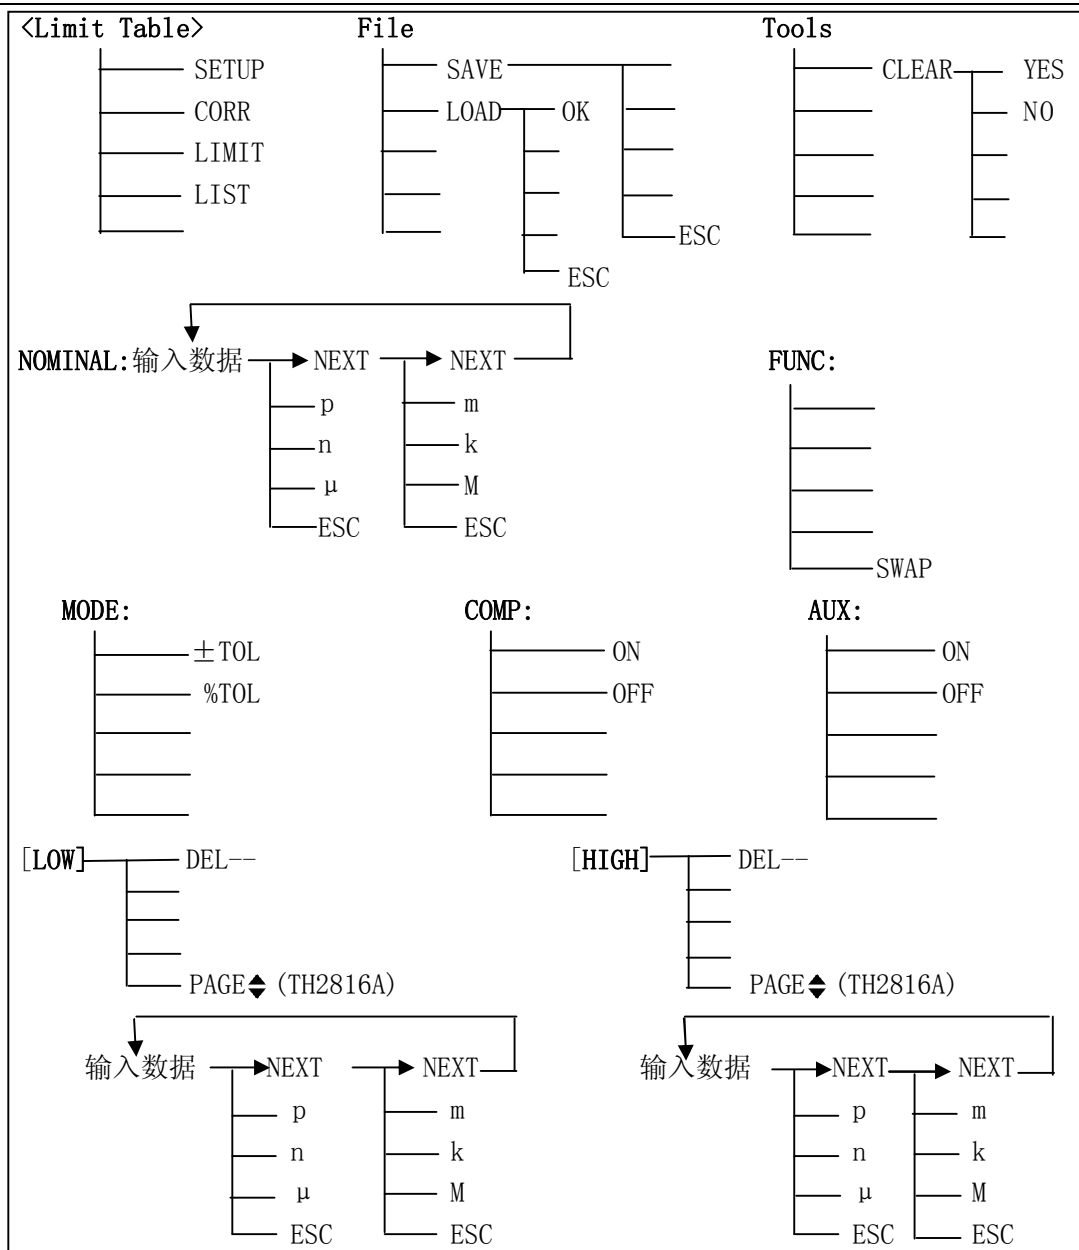 <Limit Table> File Tools
SETUP SAVE CLEAR YES
CORR LOAD OK NO
LIMIT
LIST
ESC
ESC
NOMINAL:输入数据 NEXT NEXT FUNC:
p m
n k
μ M
ESC ESC
SWAP
MODE: COMP: AUX:
±TOL ON ON
%TOL OFF OFF
[LOW] DEL-- [HIGH] DEL--
PAGE (TH2816A) PAGE (TH2816A)
输入数据 NEXT NEXT 输入数据 NEXT NEXT
p m p m
n k n k
μ M μ M
ESC ESC ESC ESC